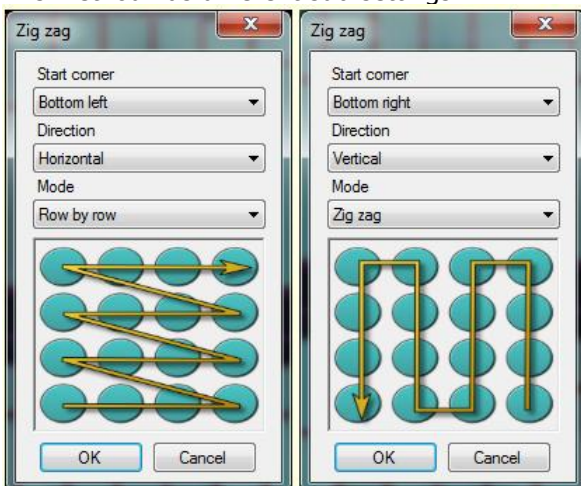 Zig zag
Start corner
Bottom left
Direction
Horizontal
Mode
Row by row
OK Cancel
Zig zag
Start corner
Bottom right
Direction
Vertical
Mode
Zig zag
OK Cancel